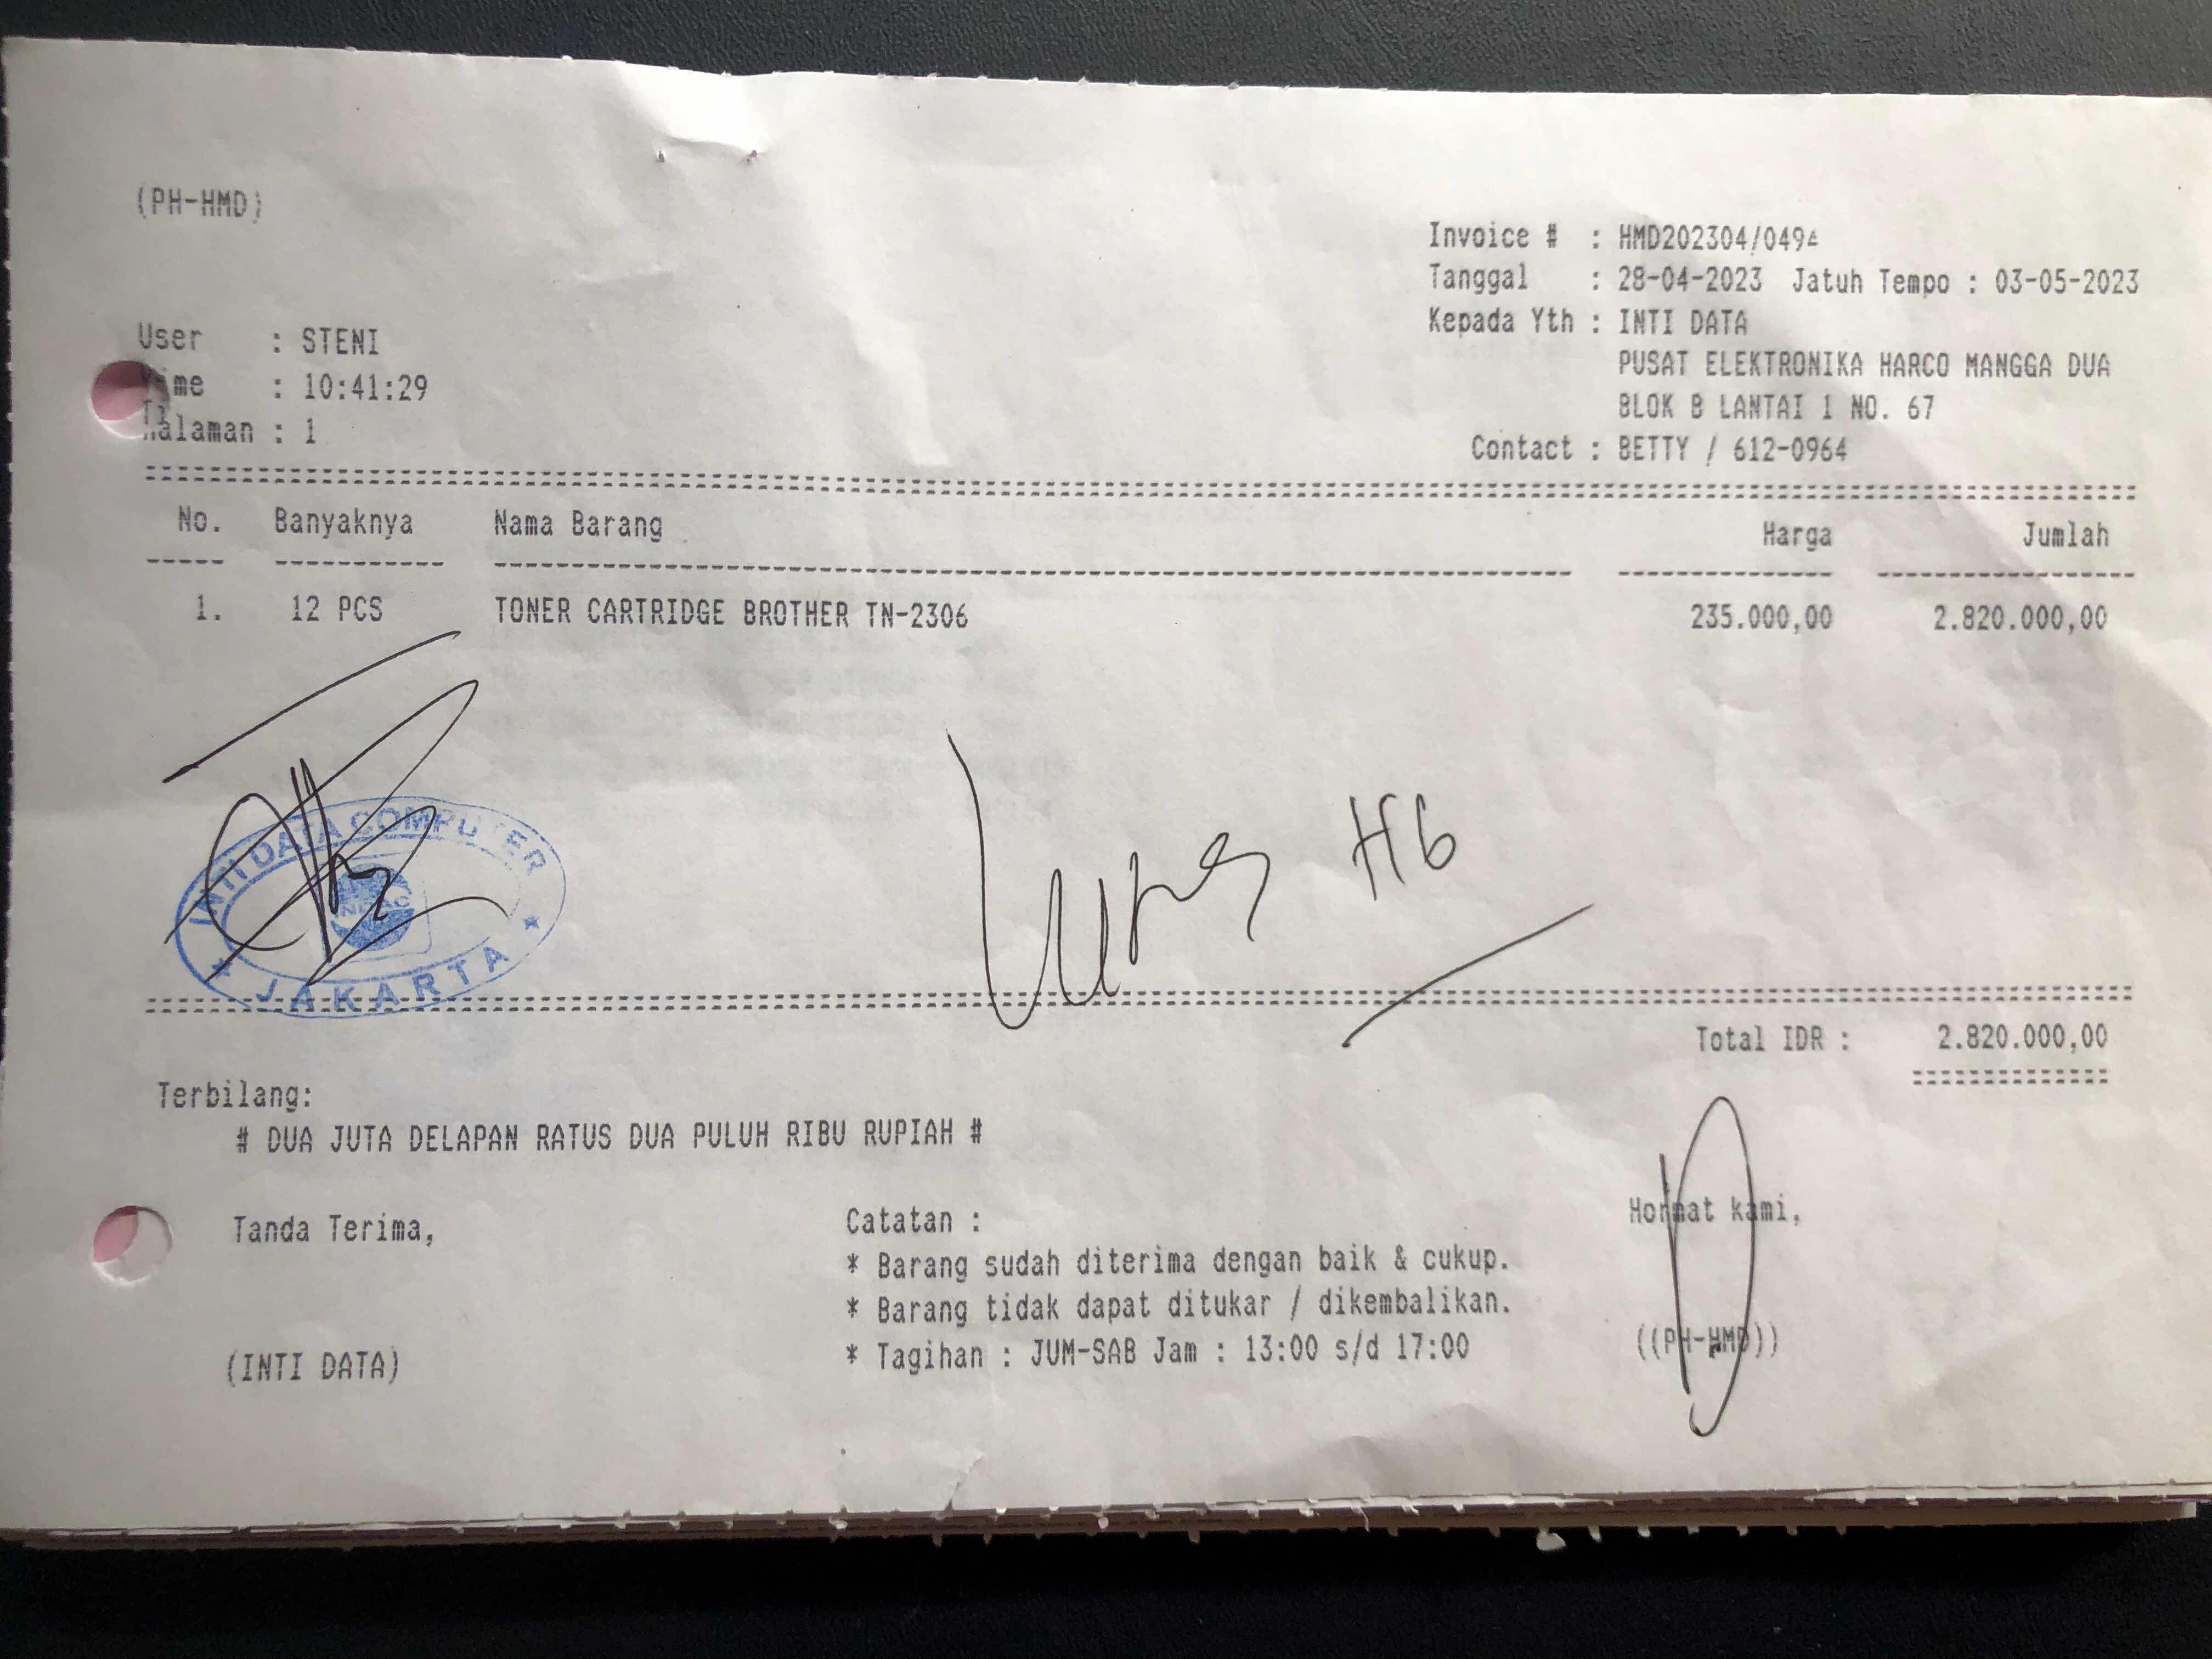 (PH-HMD)
Invoice # : HMD202304/0494
Tanggal : 28-04-2023 Jatuh Tempo : 03-05-2023
Kepada Yth : INTI DATA
PUSAT ELEKTRONIKA HARCO MANGGA DUA
BLOK B LANTAI 1 NO. 67
Contact : BETTY / 612-0964
User : STENI
Time : 10:41:29
Halaman : 1
No. Banyaknya Nama Barang Harga Jumlah
1. 12 PCS TONER CARTRIDGE BROTHER TN-2306 235.000,00 2.820.000,00
INTI DATA COMPUTER
JAKARTA
Lunas HG
Total IDR : 2.820.000,00
Terbilang:
# DUA JUTA DELAPAN RATUS DUA PULUH RIBU RUPIAH #
Tanda Terima,
(INTI DATA)
Catatan :
* Barang sudah diterima dengan baik & cukup.
* Barang tidak dapat ditukar / dikembalikan.
* Tagihan : JUM-SAB Jam : 13:00 s/d 17:00
Hormat kami,
((PH-HMD))